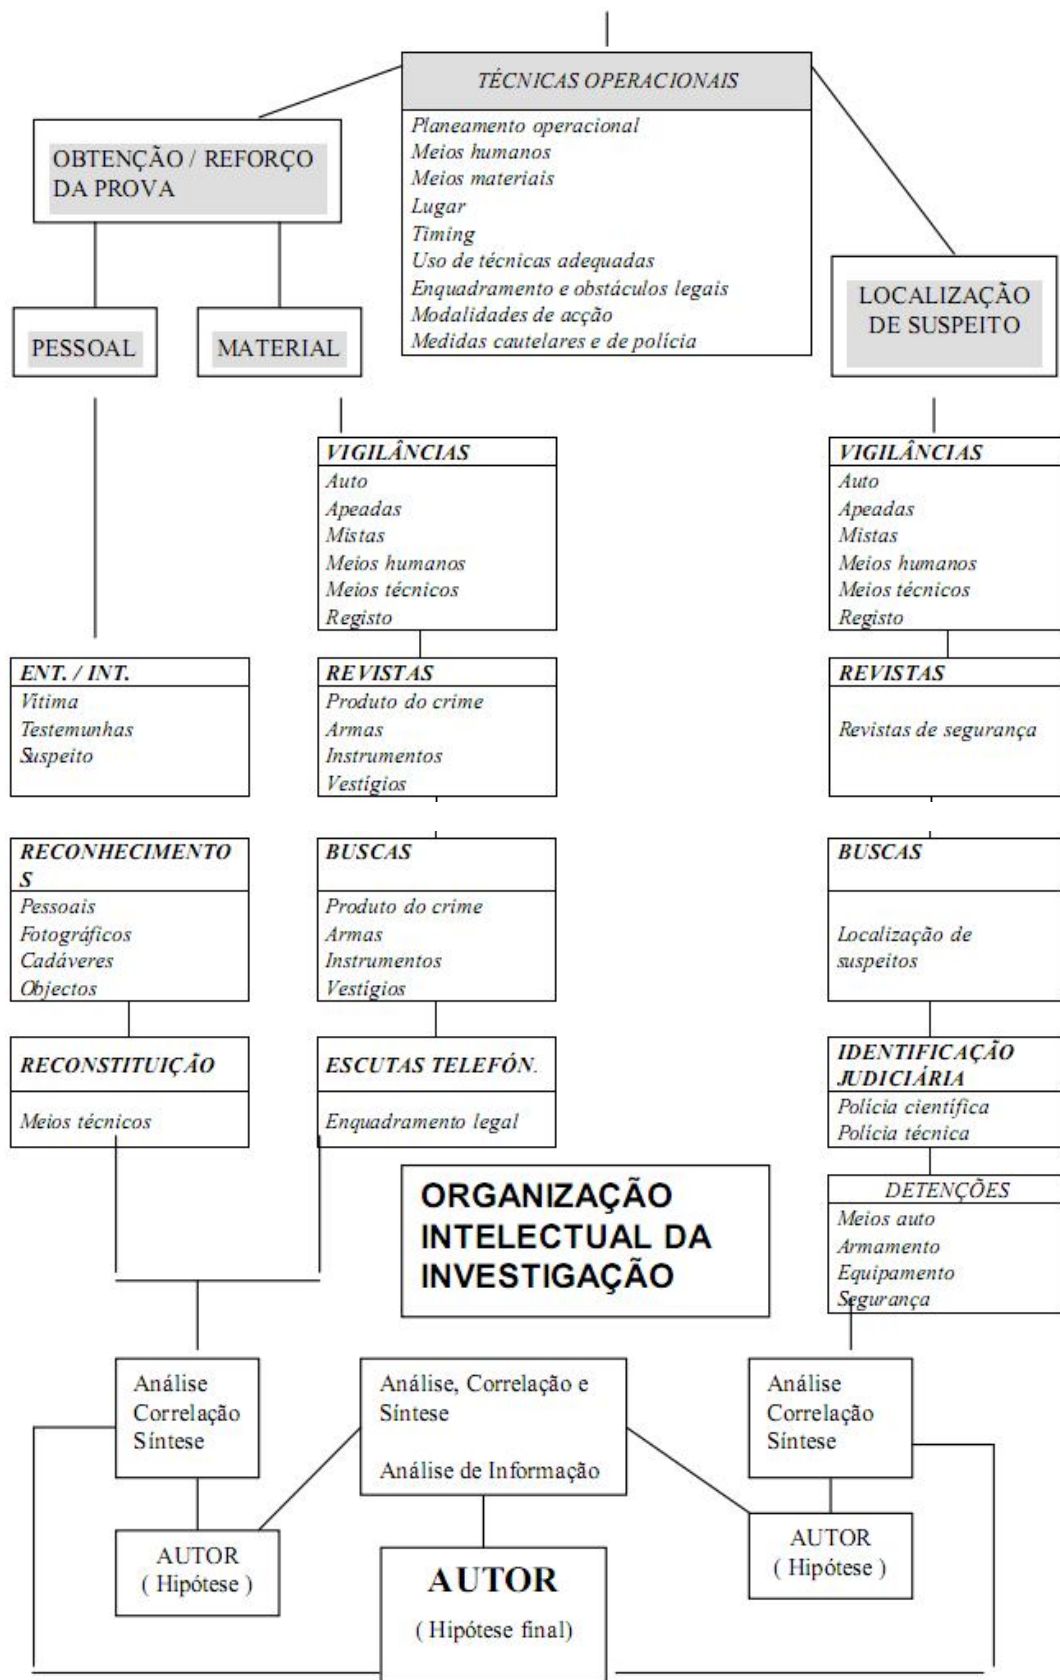 TÉCNICAS OPERACIONAIS
Planeamento operacional
Meios humanos
Meios materiais
Lugar
Timing
Uso de técnicas adequadas
Enquadramento e obstáculos legais
Modalidades de acção
Medidas cautelares e de polícia
OBTENÇÃO / REFORÇO
DA PROVA
LOCALIZAÇÃO
DE SUSPEITO
PESSOAL
MATERIAL
VIGILÂNCIAS
Auto
Apeadas
Mistas
Meios humanos
Meios técnicos
Registo
VIGILÂNCIAS
Auto
Apeadas
Mistas
Meios humanos
Meios técnicos
Registo
ENT. / INT.
Vítima
Testemunhas
Suspeito
REVISTAS
Produto do crime
Armas
Instrumentos
Vestígios
REVISTAS
Revistas de segurança
RECONHECIMENTO
S
Pessoais
Fotográficos
Cadáveres
Objectos
BUSCAS
Produto do crime
Armas
Instrumentos
Vestígios
BUSCAS
Localização de
suspeitos
RECONSTITUIÇÃO
Meios técnicos
ESCUTAS TELEFÓN.
Enquadramento legal
IDENTIFICAÇÃO
JUDICIÁRIA
Polícia científica
Polícia técnica
DETENÇÕES
Meios auto
Armamento
Equipamento
Segurança
ORGANIZAÇÃO
INTELECTUAL DA
INVESTIGAÇÃO
Análise
Correlação
Síntese
Análise, Correlação e
Síntese
Análise de Informação
Análise
Correlação
Síntese
AUTOR
( Hipótese )
AUTOR
( Hipótese final)
AUTOR
( Hipótese )